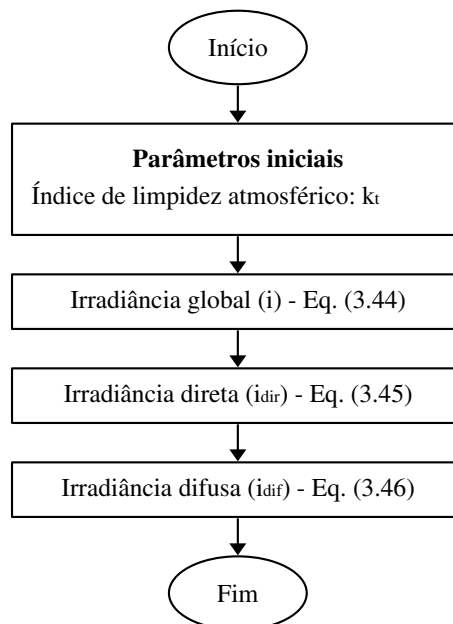 Início
Parâmetros iniciais
Índice de limpidez atmosférico: kt
Irradiância global (i) - Eq. (3.44)
Irradiância direta (idir) - Eq. (3.45)
Irradiância difusa (idif) - Eq. (3.46)
Fim